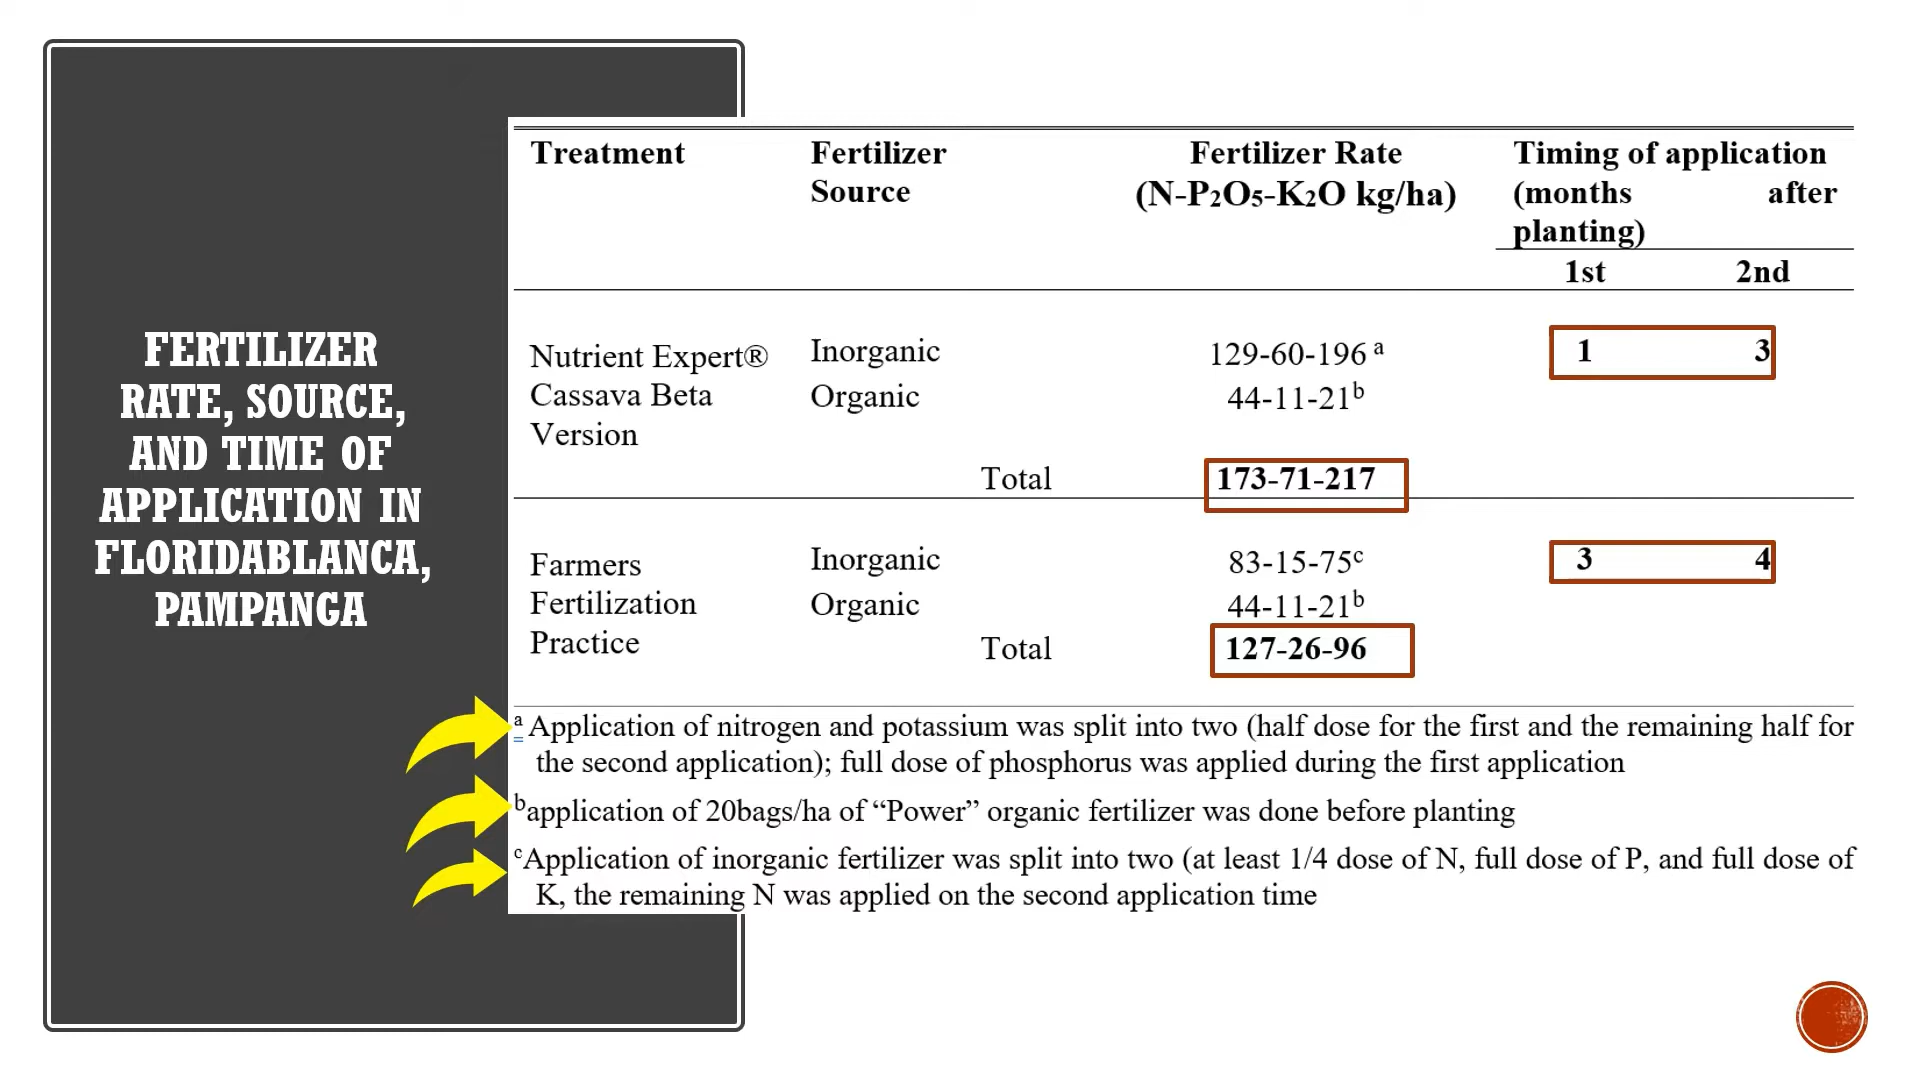 FERTILIZER
RATE, SOURCE,
AND TIME OF
APPLICATION IN
FLORIDABLANCA,
PAMPANGA
Treatment Fertilizer Source Fertilizer Rate (N-P₂O₅-K₂O kg/ha) Timing of application (months after planting)
1st 2nd
Nutrient Expert® Inorganic 129-60-196 ᵃ 1 3
Cassava Beta Organic 44-11-21ᵇ
Version
Total 173-71-217
Farmers Inorganic 83-15-75ᶜ 3 4
Fertilization Organic 44-11-21ᵇ
Practice Total 127-26-96
ᵃ Application of nitrogen and potassium was split into two (half dose for the first and the remaining half for
the second application); full dose of phosphorus was applied during the first application
ᵇapplication of 20bags/ha of “Power” organic fertilizer was done before planting
ᶜApplication of inorganic fertilizer was split into two (at least 1/4 dose of N, full dose of P, and full dose of
K, the remaining N was applied on the second application time